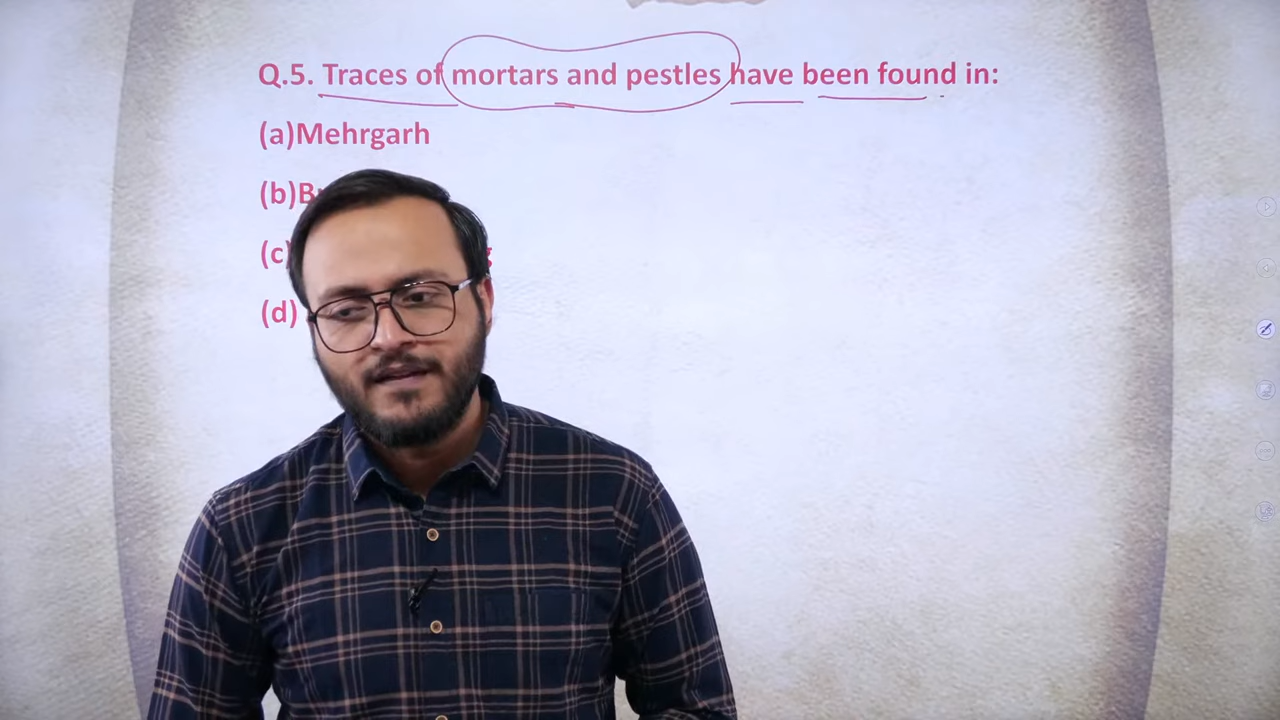 Q.5. Traces of mortars and pestles have been found in:
(a)Mehrgarh
(b)B
(c)
(d)